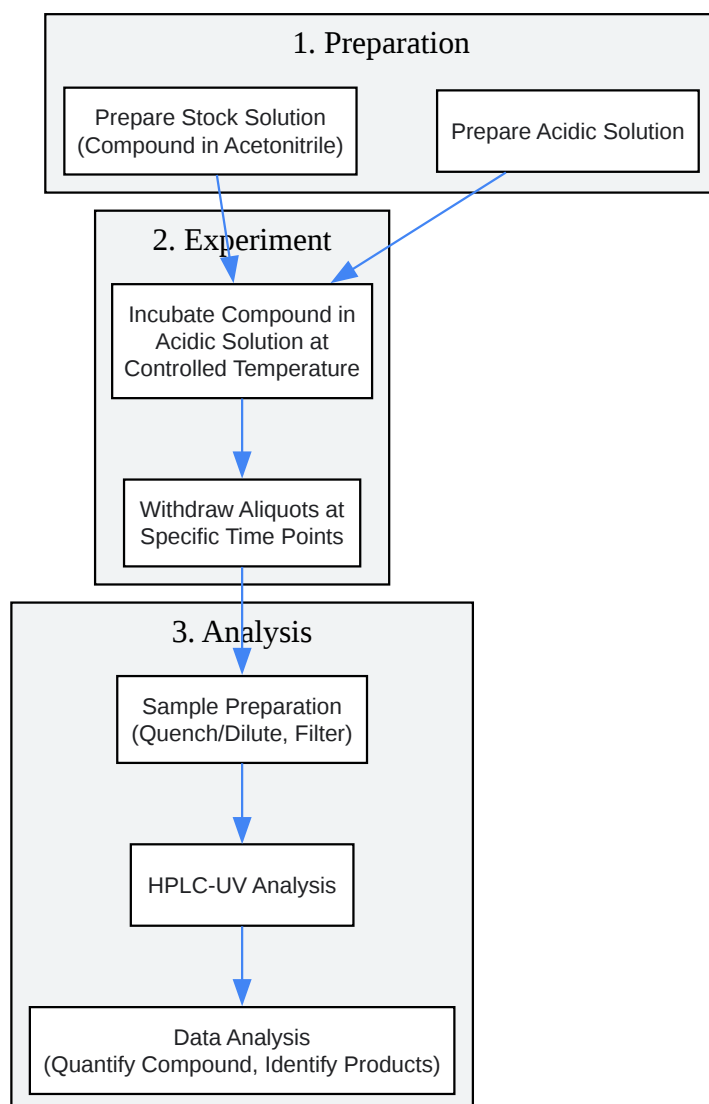 1. Preparation
Prepare Stock Solution
(Compound in Acetonitrile)
Prepare Acidic Solution
2. Experiment
Incubate Compound in
Acidic Solution at
Controlled Temperature
Withdraw Aliquots at
Specific Time Points
3. Analysis
Sample Preparation
(Quench/Dilute, Filter)
HPLC-UV Analysis
Data Analysis
(Quantify Compound, Identify Products)